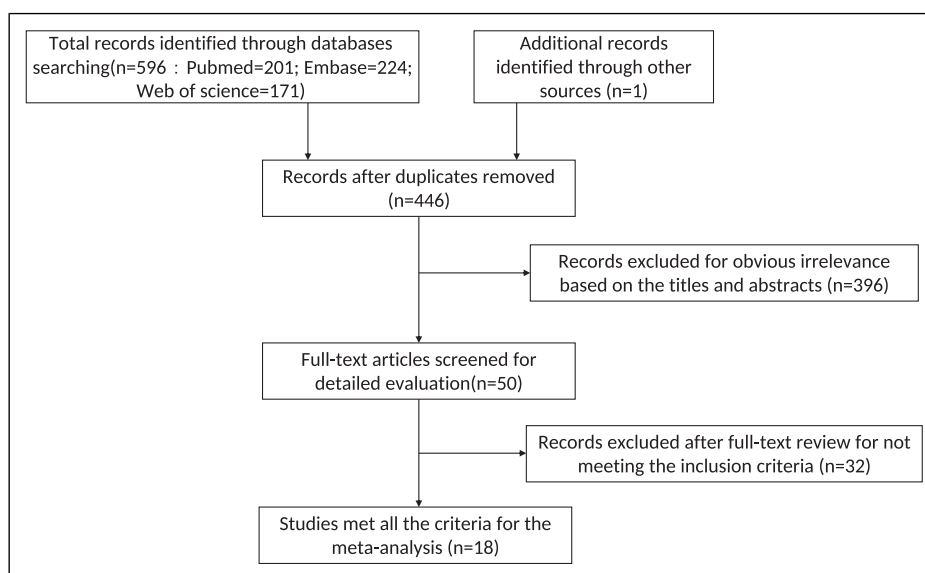 Total records identified through databases
searching(n=596 : Pubmed=201; Embase=224;
Web of science=171)
Additional records
identified through other
sources (n=1)
Records after duplicates removed
(n=446)
Records excluded for obvious irrelevance
based on the titles and abstracts (n=396)
Full-text articles screened for
detailed evaluation(n=50)
Records excluded after full-text review for not
meeting the inclusion criteria (n=32)
Studies met all the criteria for the
meta-analysis (n=18)